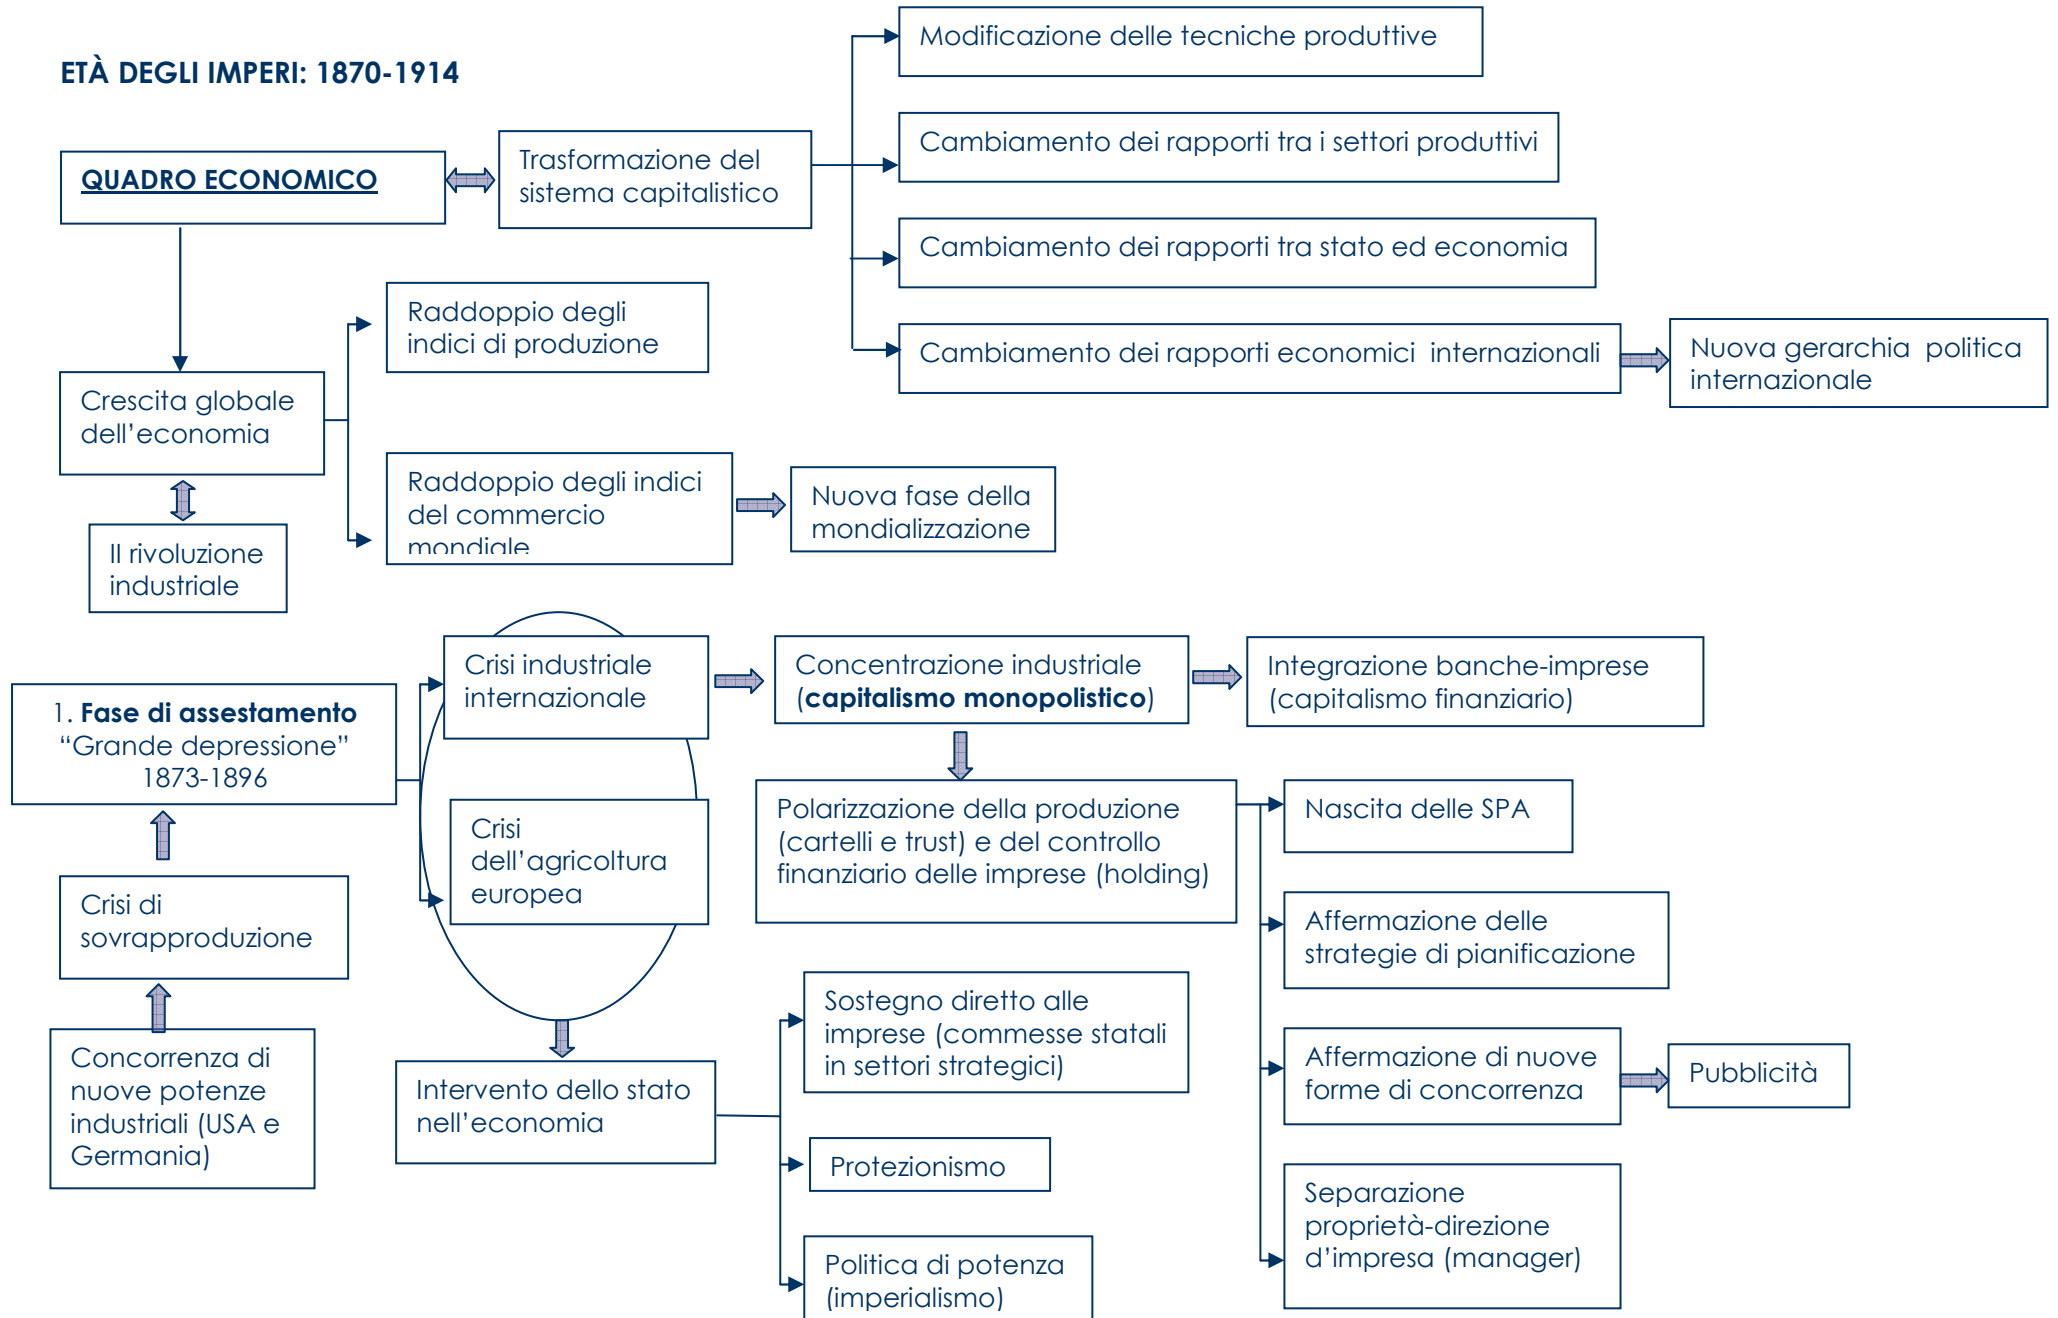 ETÀ DEGLI IMPERI: 1870-1914
Modificazione delle tecniche produttive
QUADRO ECONOMICO
Trasformazione del
sistema capitalistico
Cambiamento dei rapporti tra i settori produttivi
Cambiamento dei rapporti tra stato ed economia
Cambiamento dei rapporti economici  internazionali
Nuova gerarchia  politica
internazionale
Crescita globale
dell’economia
Raddoppio degli
indici di produzione
Raddoppio degli indici
del commercio
mondiale
Nuova fase della
mondializzazione
II rivoluzione
industriale
1. Fase di assestamento
“Grande depressione”
1873-1896
Crisi industriale
internazionale
Concentrazione industriale
(capitalismo monopolistico)
Integrazione banche-imprese
(capitalismo finanziario)
Crisi
dell’agricoltura
europea
Polarizzazione della produzione
(cartelli e trust) e del controllo
finanziario delle imprese (holding)
Nascita delle SPA
Crisi di
sovrapproduzione
Affermazione delle
strategie di pianificazione
Concorrenza di
nuove potenze
industriali (USA e
Germania)
Intervento dello stato
nell’economia
Sostegno diretto alle
imprese (commesse statali
in settori strategici)
Affermazione di nuove
forme di concorrenza
Pubblicità
Protezionismo
Separazione
proprietà-direzione
d’impresa (manager)
Politica di potenza
(imperialismo)